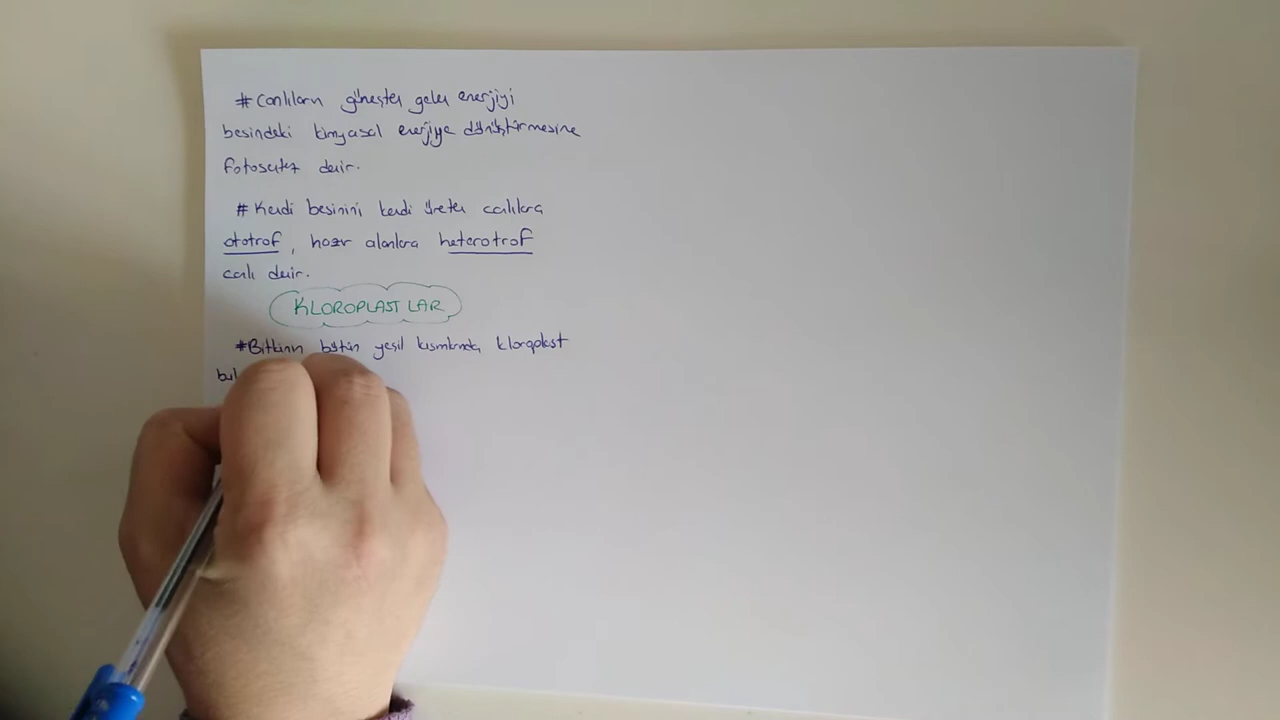 # Canlıların güneşten gelen enerjiyi
besindeki kimyasal enerjiye dönüştürmesine
fotosentez denir.
# Kendi besinini kendi üreten canlılara
ototrof, hazır alanlara heterotrof
canlı denir.
KLOROPLASTLAR
# Bitkinin bütün yeşil kısımlarında kloroplast
bul